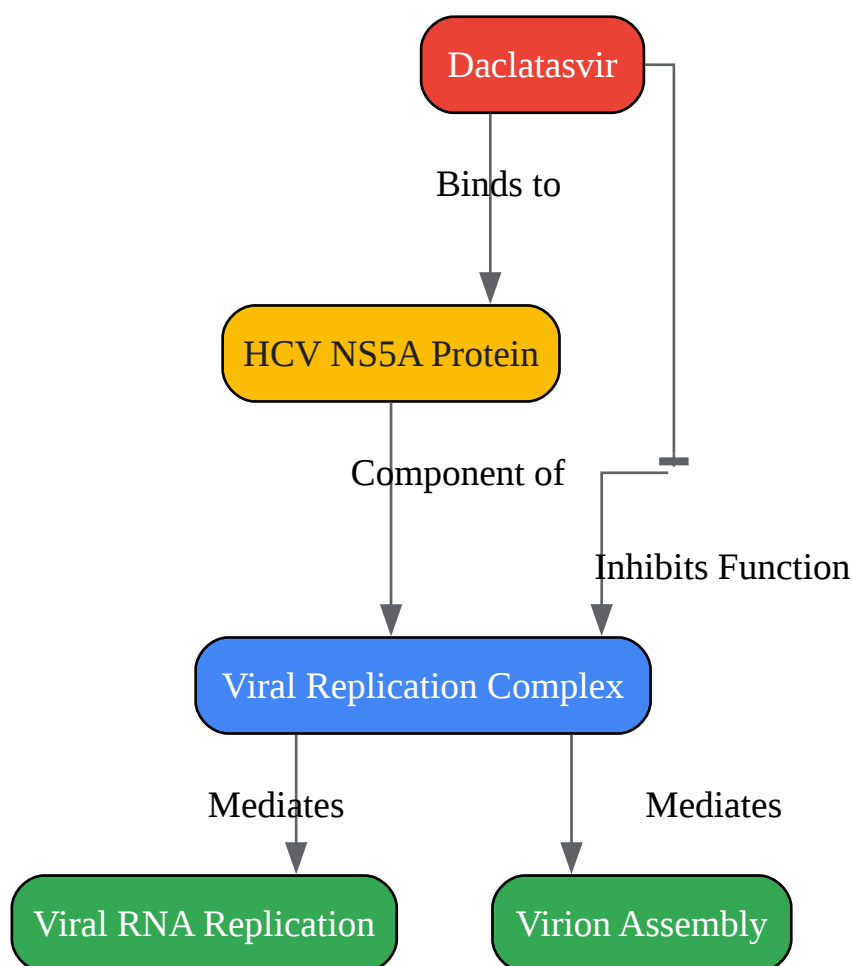 Daclatasvir
Binds to
HCV NS5A Protein
Component of
Inhibits Function
Viral Replication Complex
Mediates
Mediates
Viral RNA Replication
Virion Assembly